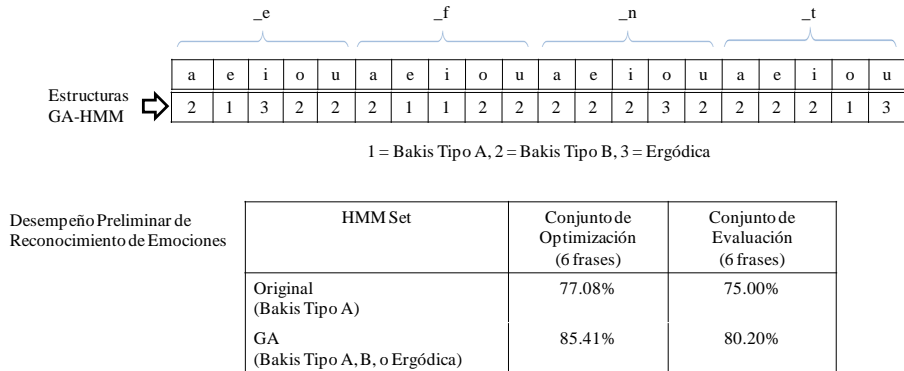 _e _f _n _t
a e i o u a e i o u a e i o u a e i o u
Estructuras
GA-HMM
2 1 3 2 2 2 1 1 2 2 2 2 2 3 2 2 2 2 1 3
1 = Bakis Tipo A, 2 = Bakis Tipo B, 3 = Ergódica
Desempeño Preliminar de
Reconocimiento de Emociones
HMM Set
Conjunto de
Optimización
(6 frases)
Conjunto de
Evaluación
(6 frases)
Original
(Bakis Tipo A)
77.08%
75.00%
GA
(Bakis Tipo A, B, o Ergódica)
85.41%
80.20%